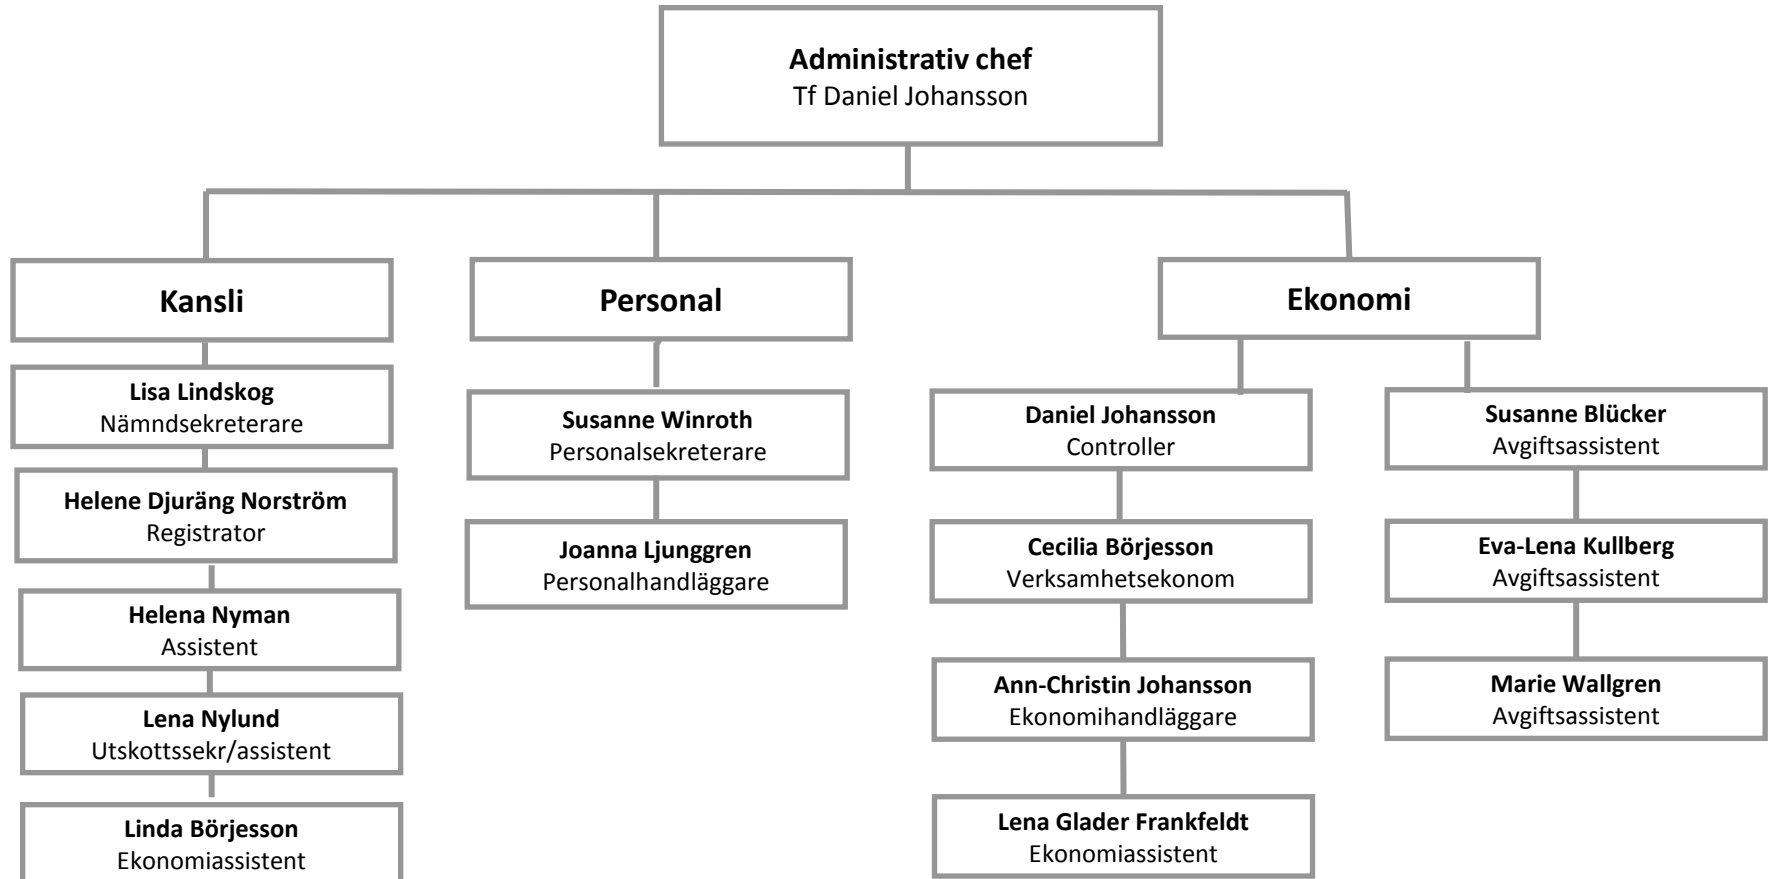 Administrativ chef
Tf Daniel Johansson
Kansli
Personal
Ekonomi
Lisa Lindskog
Nämndsekreterare
Helene Djuräng Norström
Registrator
Helena Nyman
Assistent
Lena Nylund
Utskottssekr/assistent
Linda Börjesson
Ekonomiassistent
Susanne Winroth
Personalsekreterare
Joanna Ljunggren
Personalhandläggare
Daniel Johansson
Controller
Cecilia Börjesson
Verksamhetsekonom
Ann-Christin Johansson
Ekonomihandläggare
Lena Glader Frankfeldt
Ekonomiassistent
Susanne Blücker
Avgiftsassistent
Eva-Lena Kullberg
Avgiftsassistent
Marie Wallgren
Avgiftsassistent